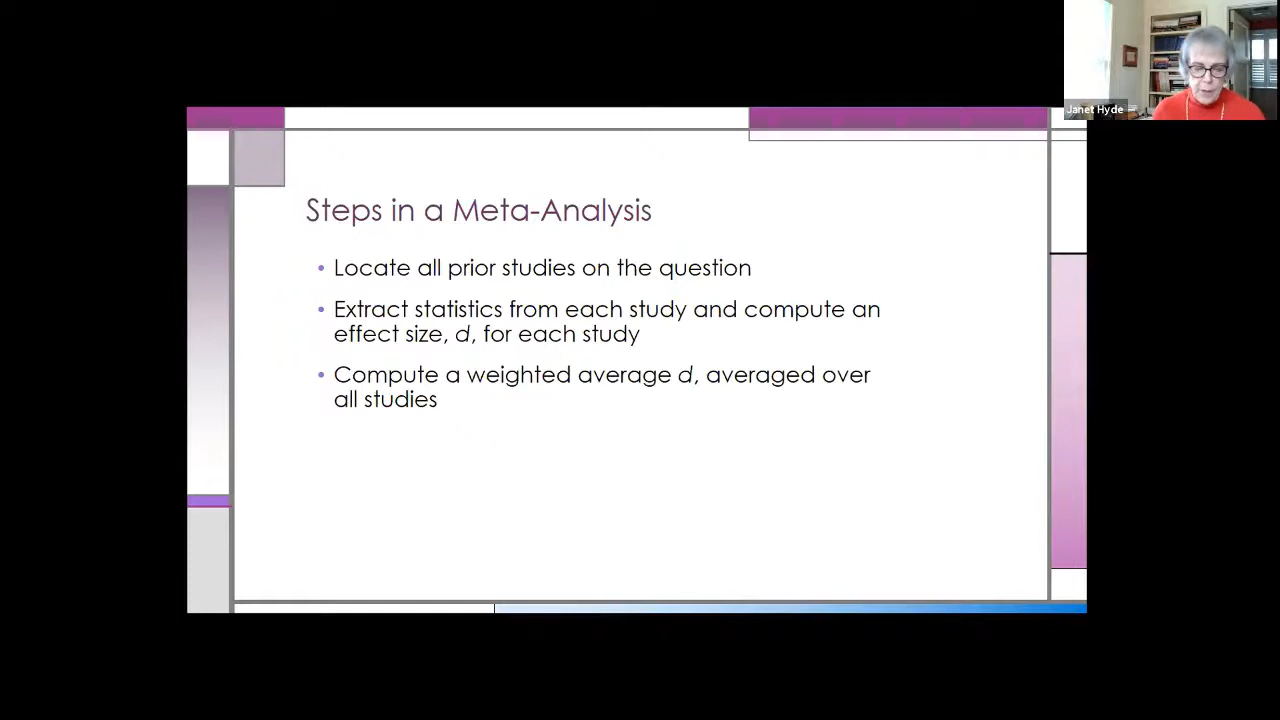 Janet Hyde
Steps in a Meta-Analysis
• Locate all prior studies on the question
• Extract statistics from each study and compute an
effect size, d, for each study
• Compute a weighted average d, averaged over
all studies